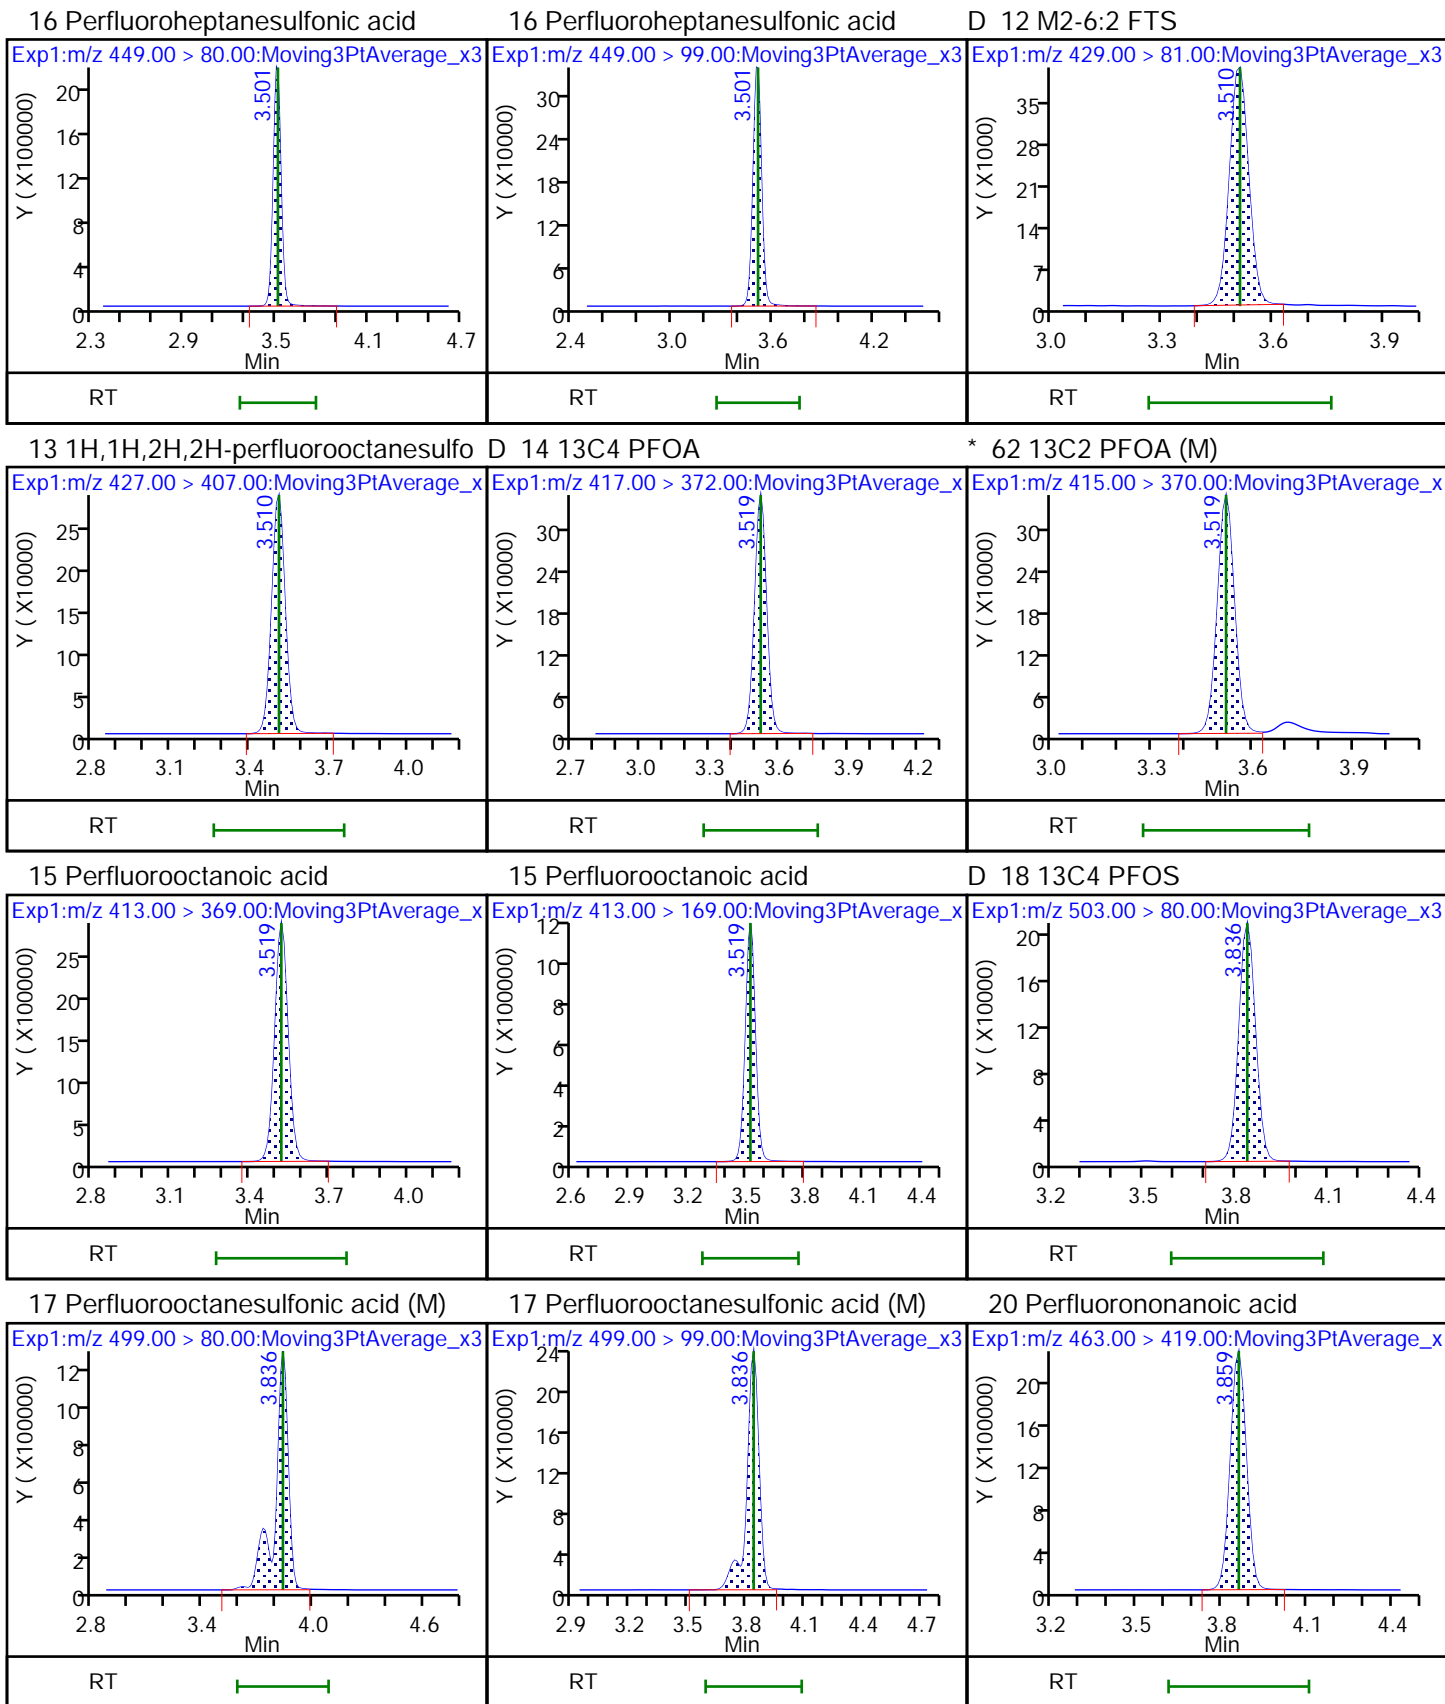 16 Perfluoroheptanesulfonic acid
Exp1:m/z 449.00 > 80.00:Moving3PtAverage_x3
3.501
Y ( X100000)
20
16
12
8
4
0
2.3 2.9 3.5 4.1 4.7
Min
RT
16 Perfluoroheptanesulfonic acid
Exp1:m/z 449.00 > 99.00:Moving3PtAverage_x3
3.501
Y ( X10000)
30
24
18
12
6
0
2.4 3.0 3.6 4.2
Min
RT
D 12 M2-6:2 FTS
Exp1:m/z 429.00 > 81.00:Moving3PtAverage_x3
3.510
Y ( X1000)
35
28
21
14
7
0
3.0 3.3 3.6 3.9
Min
RT
13 1H,1H,2H,2H-perfluorooctanesulfo
Exp1:m/z 427.00 > 407.00:Moving3PtAverage_x
3.510
Y ( X10000)
25
20
15
10
5
0
2.8 3.1 3.4 3.7 4.0
Min
RT
D 14 13C4 PFOA
Exp1:m/z 417.00 > 372.00:Moving3PtAverage_x
3.519
Y ( X10000)
30
24
18
12
6
0
2.7 3.0 3.3 3.6 3.9 4.2
Min
RT
* 62 13C2 PFOA (M)
Exp1:m/z 415.00 > 370.00:Moving3PtAverage_x
3.519
Y ( X10000)
30
24
18
12
6
0
3.0 3.3 3.6 3.9
Min
RT
15 Perfluorooctanoic acid
Exp1:m/z 413.00 > 369.00:Moving3PtAverage_x
3.519
Y ( X100000)
25
20
15
10
5
0
2.8 3.1 3.4 3.7 4.0
Min
RT
15 Perfluorooctanoic acid
Exp1:m/z 413.00 > 169.00:Moving3PtAverage_x
3.519
Y ( X100000)
12
10
8
6
4
2
0
2.6 2.9 3.2 3.5 3.8 4.1 4.4
Min
RT
D 18 13C4 PFOS
Exp1:m/z 503.00 > 80.00:Moving3PtAverage_x3
3.836
Y ( X10000)
20
16
12
8
4
0
3.2 3.5 3.8 4.1 4.4
Min
RT
17 Perfluorooctanesulfonic acid (M)
Exp1:m/z 499.00 > 80.00:Moving3PtAverage_x3
3.836
Y ( X100000)
12
10
8
6
4
2
0
2.8 3.4 4.0 4.6
Min
RT
17 Perfluorooctanesulfonic acid (M)
Exp1:m/z 499.00 > 99.00:Moving3PtAverage_x3
3.836
Y ( X10000)
24
20
16
12
8
4
0
2.9 3.2 3.5 3.8 4.1 4.4 4.7
Min
RT
20 Perfluorononanoic acid
Exp1:m/z 463.00 > 419.00:Moving3PtAverage_x
3.859
Y ( X100000)
20
16
12
8
4
0
3.2 3.5 3.8 4.1 4.4
Min
RT